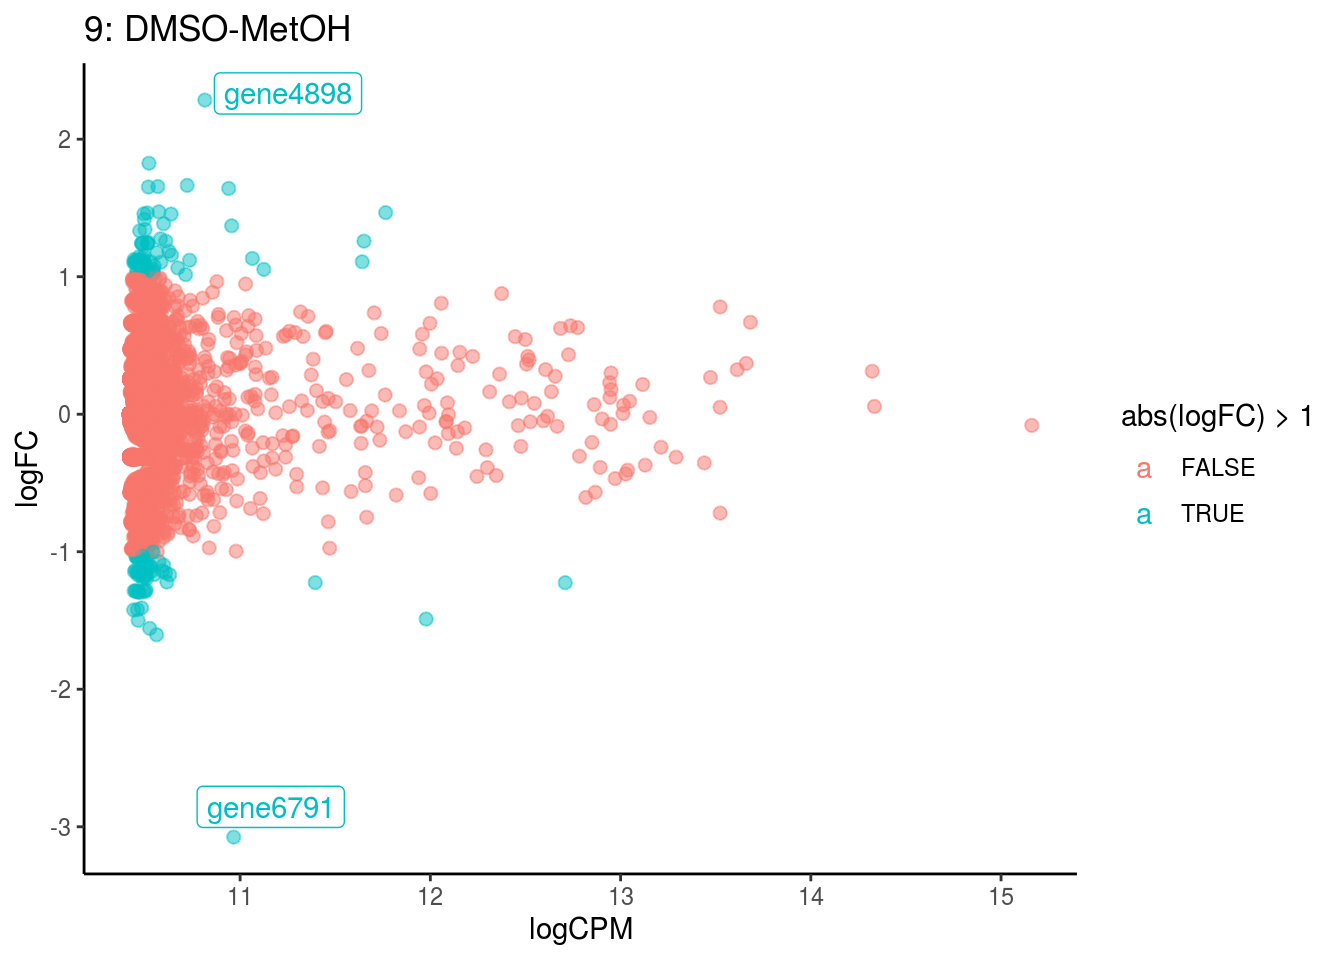 9: DMSO-MetOH
gene4898
2
1
0
-1
-2
-3
logFC
gene6791
11
12
13
14
15
logCPM
abs(logFC) > 1
a FALSE
a TRUE